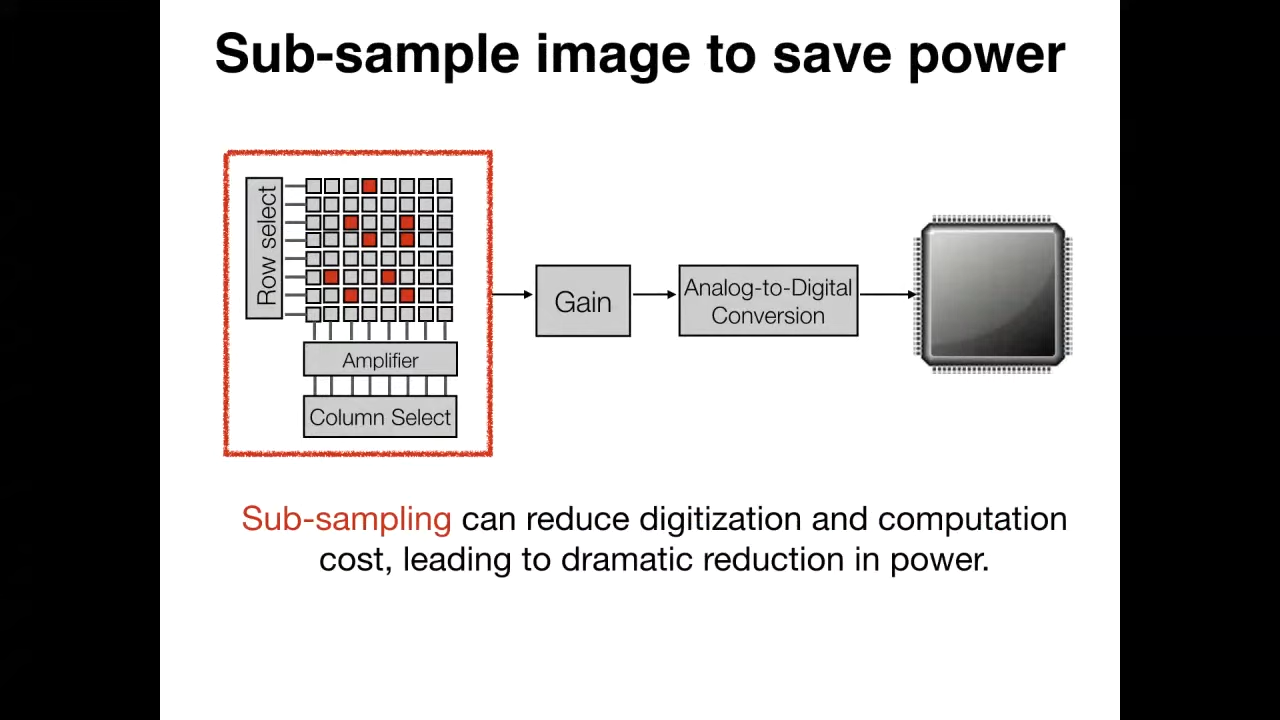 Sub-sample image to save power
Row select
Amplifier
Column Select
Gain
Analog-to-Digital
Conversion
Sub-sampling can reduce digitization and computation
cost, leading to dramatic reduction in power.